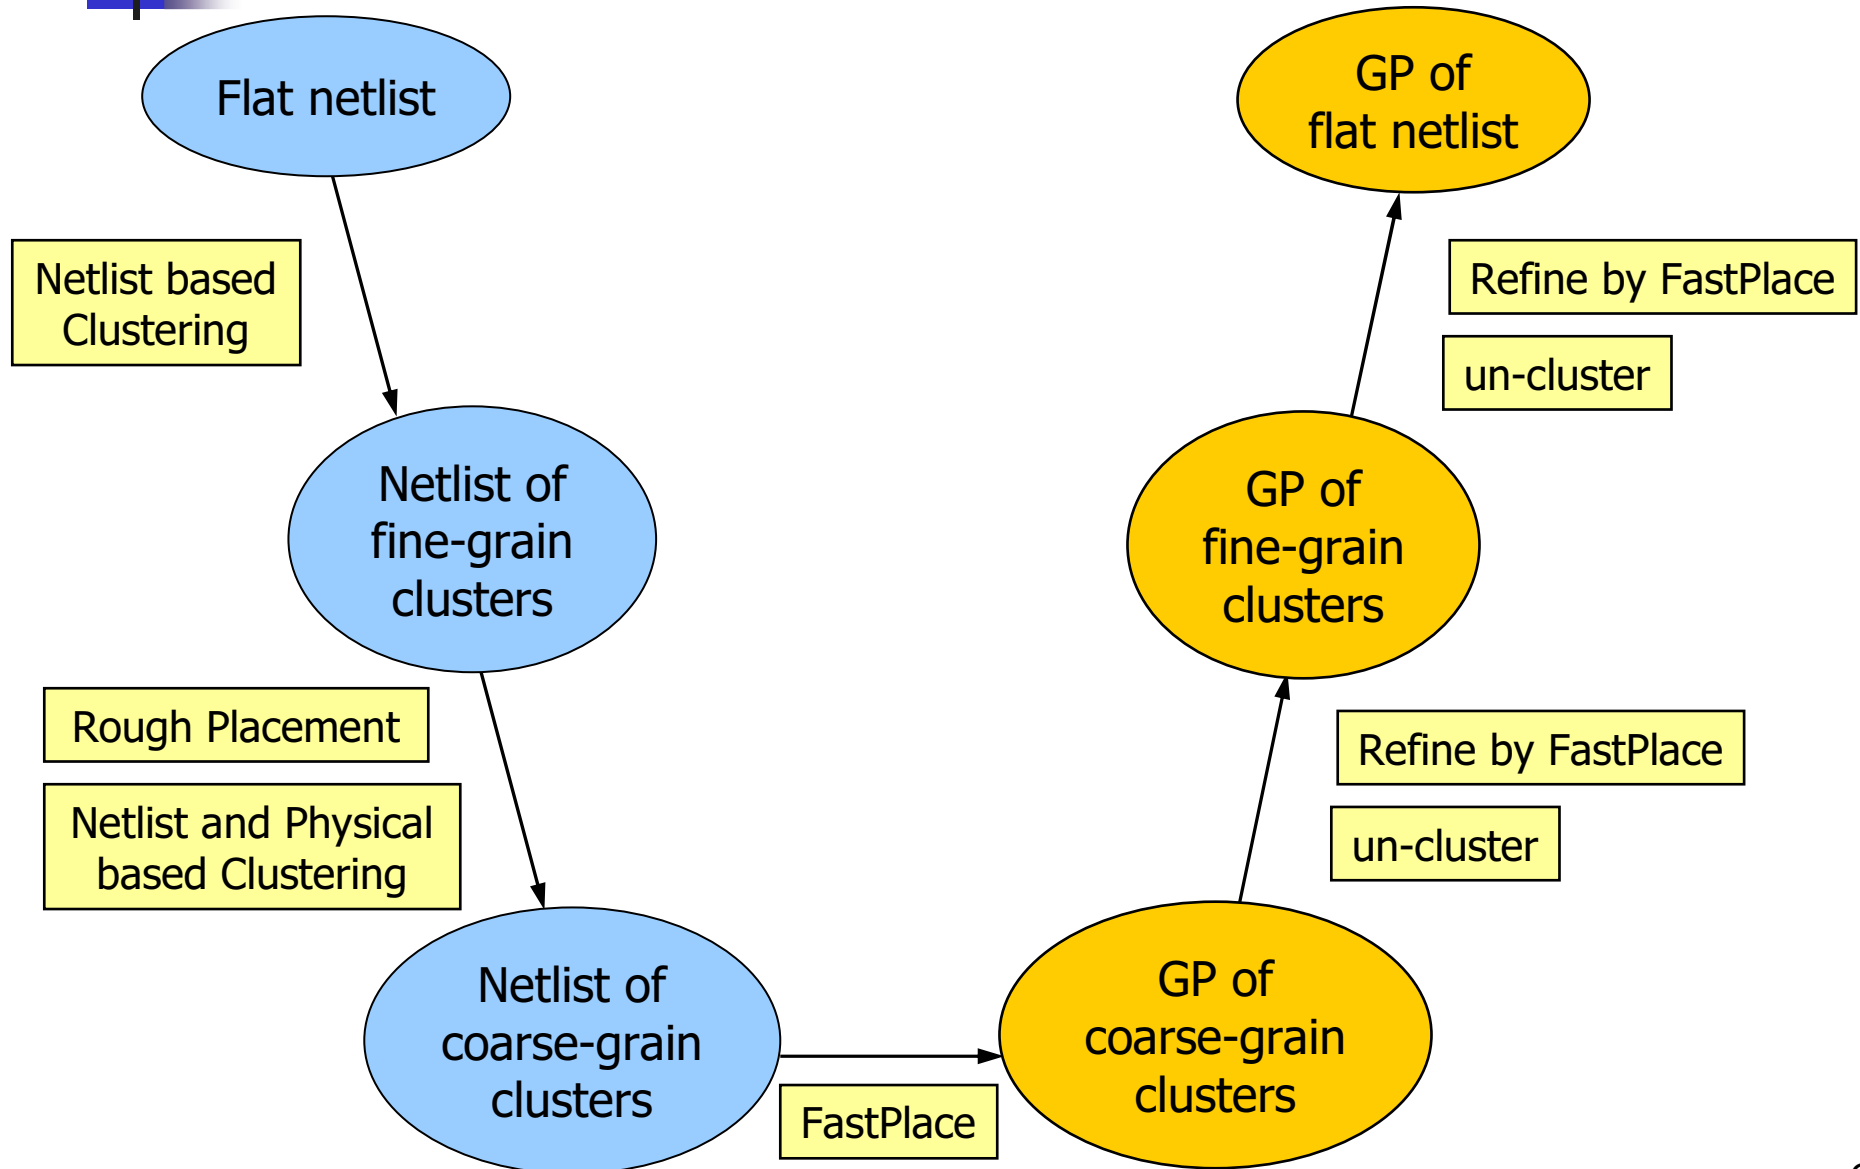 Flat netlist
Netlist based
Clustering
Netlist of
fine-grain
clusters
Rough Placement
Netlist and Physical
based Clustering
Netlist of
coarse-grain
clusters
FastPlace
GP of
coarse-grain
clusters
Refine by FastPlace
un-cluster
GP of
fine-grain
clusters
Refine by FastPlace
un-cluster
GP of
flat netlist